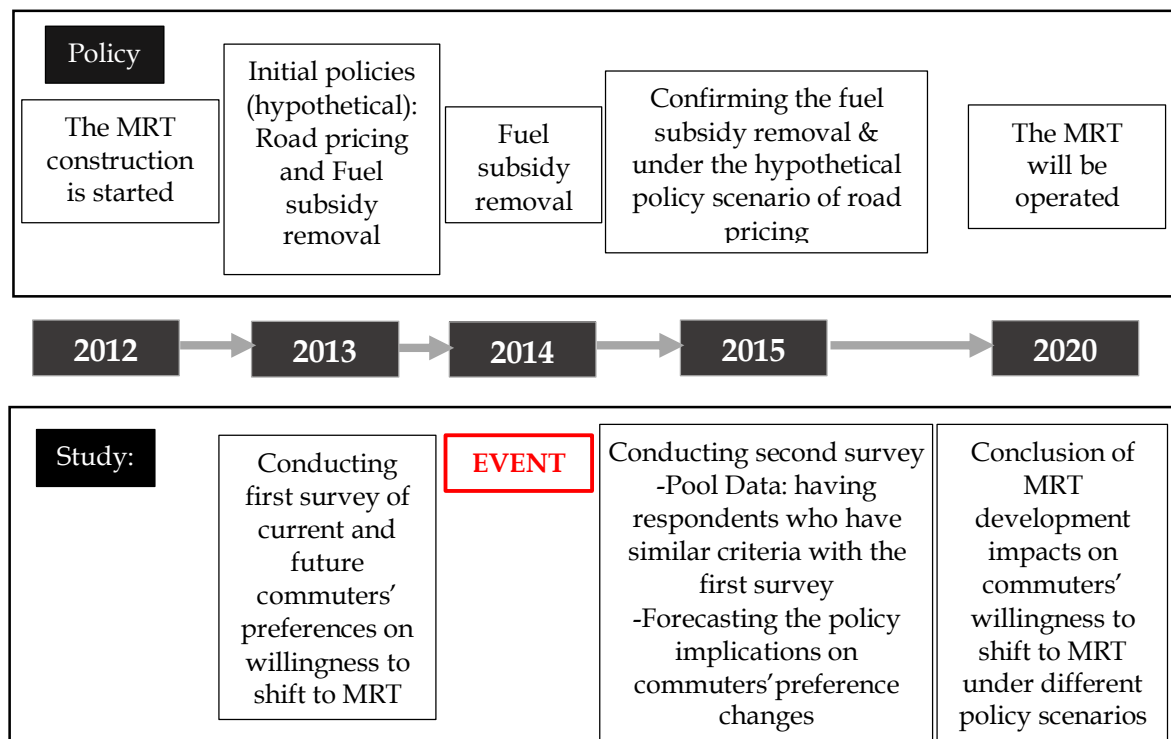 Policy
The MRT
construction
is started
Initial policies
(hypothetical):
Road pricing
and Fuel
subsidy
removal
Fuel
subsidy
removal
Confirming the fuel
subsidy removal &
under the hypothetical
policy scenario of road
pricing
The MRT
will be
operated
2012
2013
2014
2015
2020
Study:
Conducting
first survey of
current and
future
commuters’
preferences on
willingness to
shift to MRT
EVENT
Conducting second survey
-Pool Data: having
respondents who have
similar criteria with the
first survey
-Forecasting the policy
implications on
commuters’preference
changes
Conclusion of
MRT
development
impacts on
commuters’
willingness to
shift to MRT
under different
policy scenarios